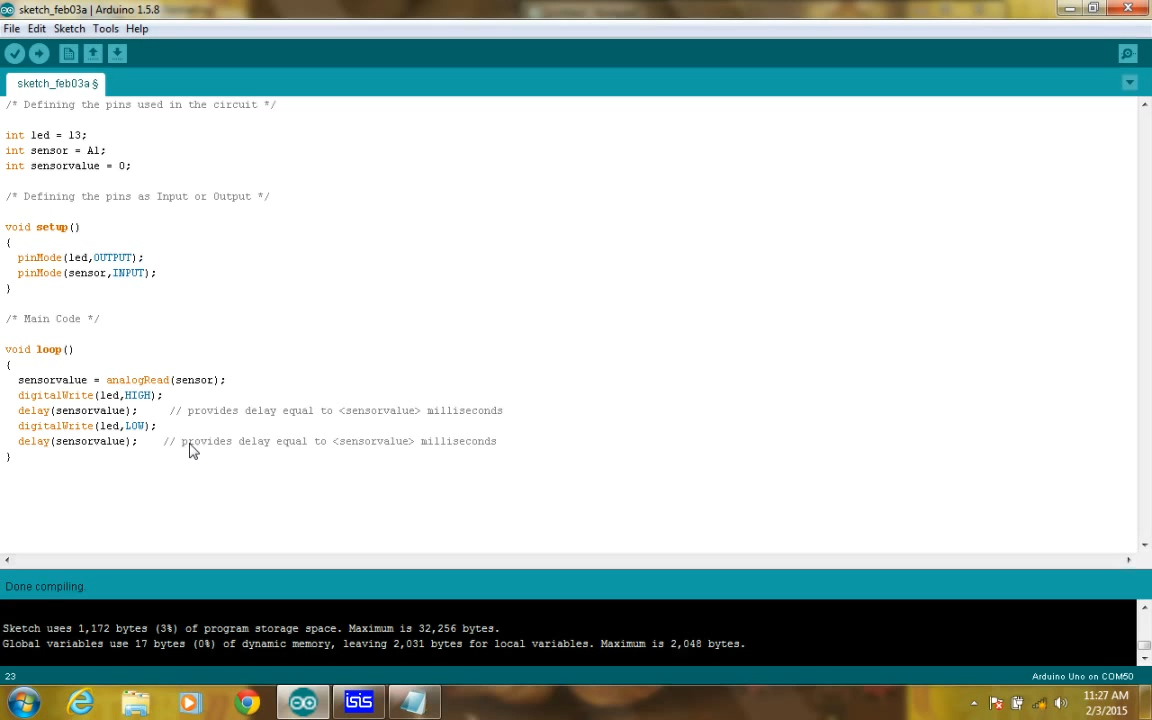 sketch_feb03a | Arduino 1.5.8
File Edit Sketch Tools Help
sketch_feb03a §
/* Defining the pins used in the circuit */
int led = 13;
int sensor = A1;
int sensorvalue = 0;
/* Defining the pins as Input or Output */
void setup()
{
pinMode(led,OUTPUT);
pinMode(sensor,INPUT);
}
/* Main Code */
void loop()
{
sensorvalue = analogRead(sensor);
digitalWrite(led,HIGH);
delay(sensorvalue); // provides delay equal to <sensorvalue> milliseconds
digitalWrite(led,LOW);
delay(sensorvalue); // provides delay equal to <sensorvalue> milliseconds
}
Done compiling.
Sketch uses 1,172 bytes (3%) of program storage space. Maximum is 32,256 bytes.
Global variables use 17 bytes (0%) of dynamic memory, leaving 2,031 bytes for local variables. Maximum is 2,048 bytes.
23 Arduino Uno on COM50
isis
11:27 AM
2/3/2015